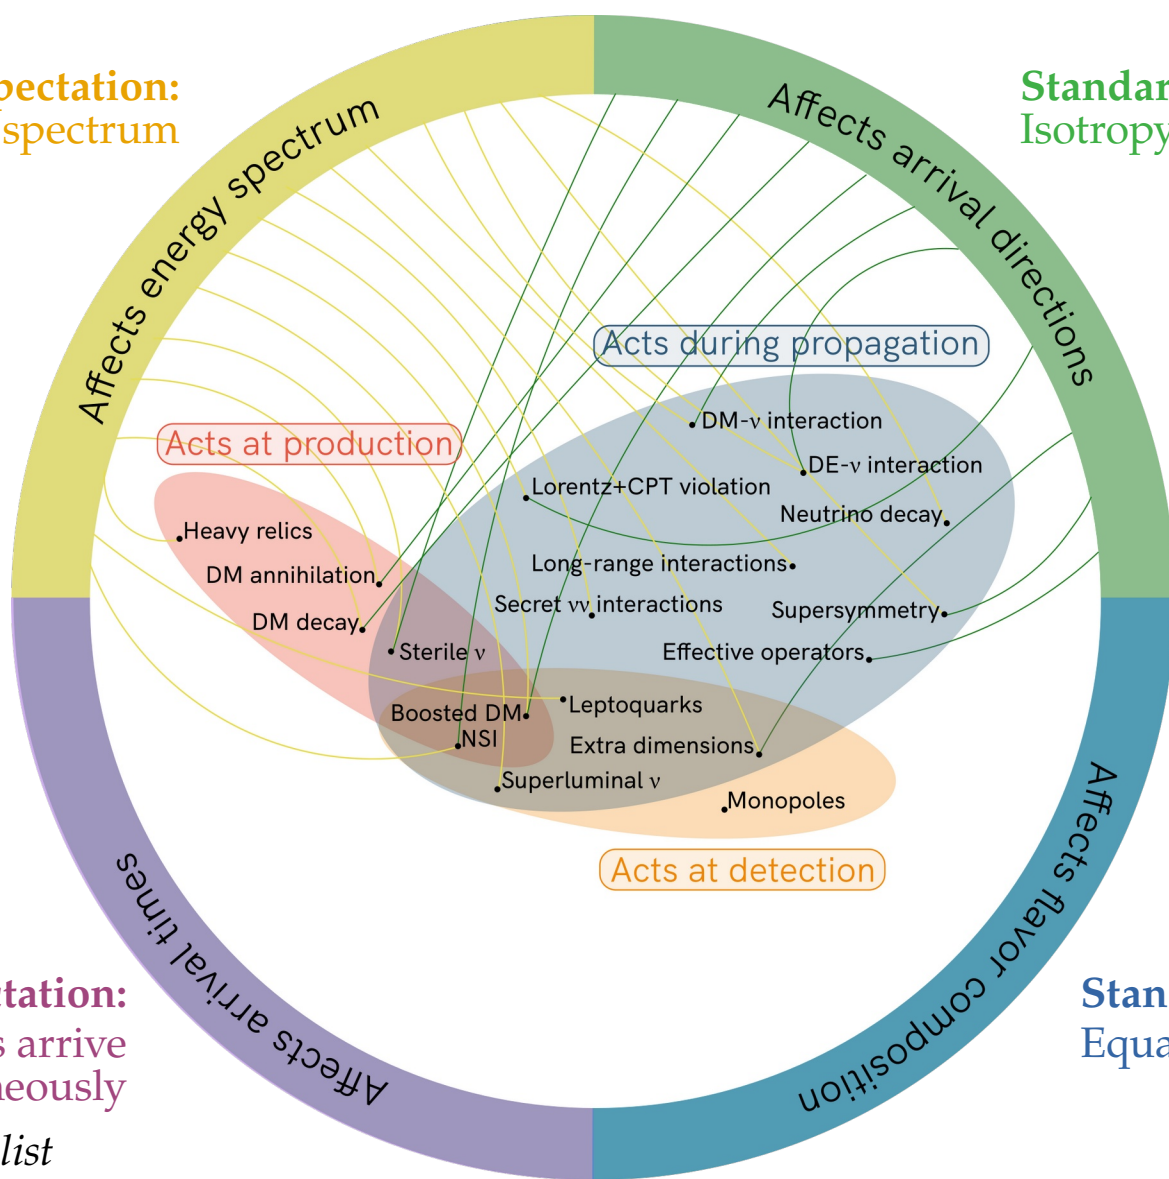 pectation:
spectrum
Standar
Isotropy
Affects energy spectrum
Affects arrival directions
Acts during propagation
Acts at production
DM-ν interaction
DE-ν interaction
Lorentz+CPT violation
Neutrino decay
Heavy relics
Long-range interactions
DM annihilation
Secret νν interactions
Supersymmetry
DM decay
Sterile ν
Effective operators
Leptoquarks
Boosted DM
NSI
Extra dimensions
Superluminal ν
Monopoles
Acts at detection
Affects arrival times
Affects flavor composition
tation:
s arrive
neously
list
Stan
Equa